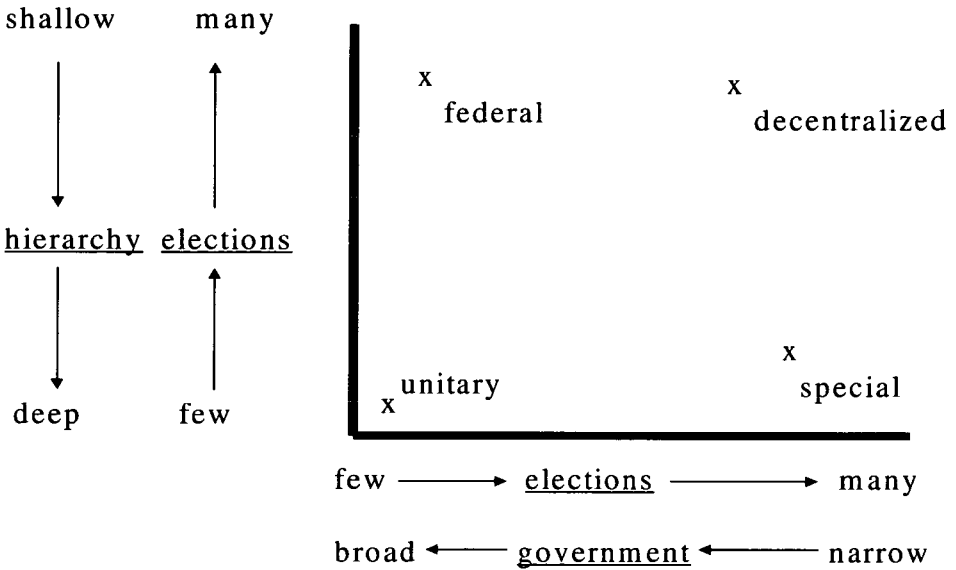 shallow many
x
federal
x
decentralized
hierarchy elections
x
special
unitary
x
deep few
few elections many
broad government narrow